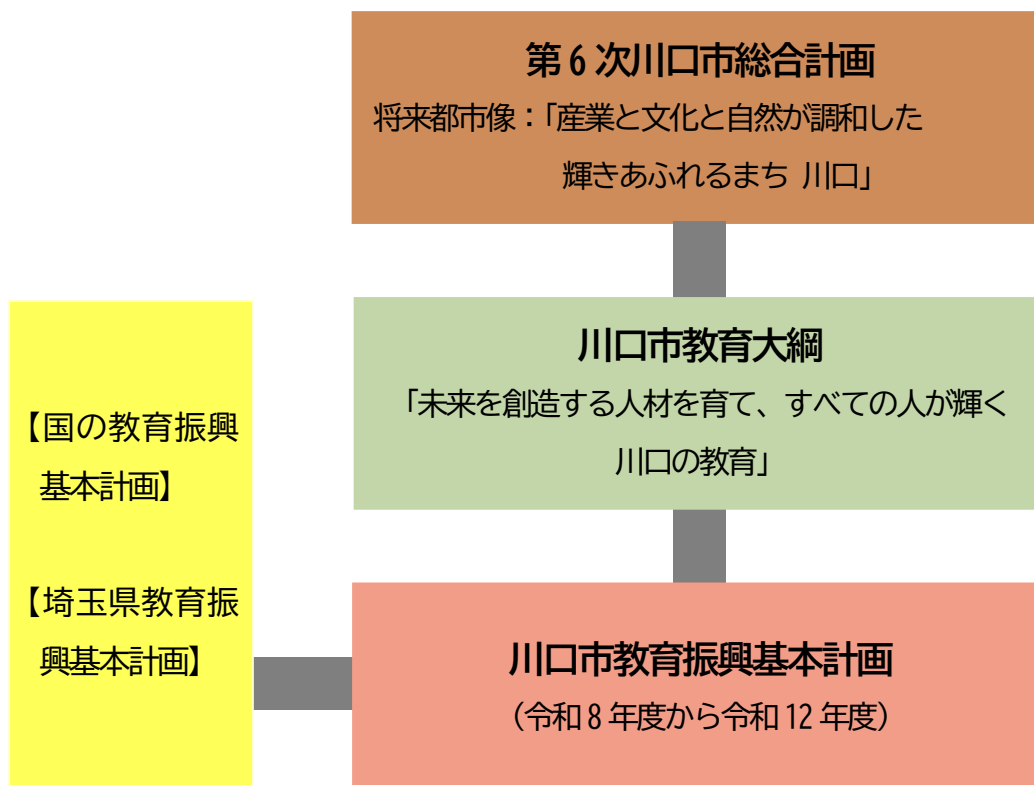 第6次川口市総合計画
将来都市像：「産業と文化と自然が調和した
輝きあふれるまち 川口」
川口市教育大綱
「未来を創造する人材を育て、すべての人が輝く
川口の教育」
【国の教育振興
基本計画】
【埼玉県教育振
興基本計画】
川口市教育振興基本計画
（令和8年度から令和12年度）